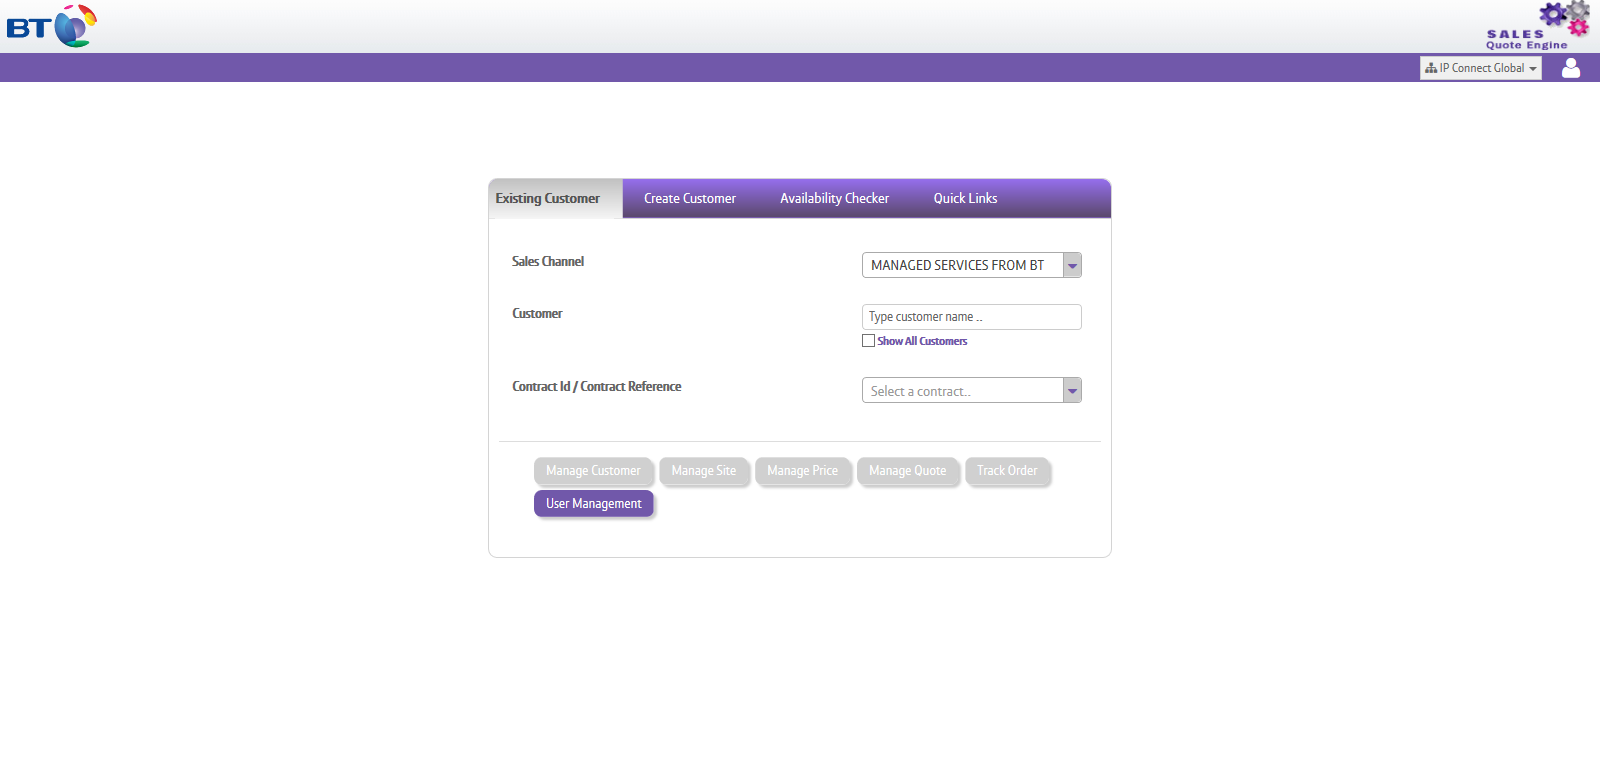 BT
SALES
Quote Engine
IP Connect Global
Existing Customer
Create Customer
Availability Checker
Quick Links
Sales Channel
MANAGED SERVICES FROM BT
Customer
Type customer name ..
Show All Customers
Contract Id / Contract Reference
Select a contract..
Manage Customer
Manage Site
Manage Price
Manage Quote
Track Order
User Management